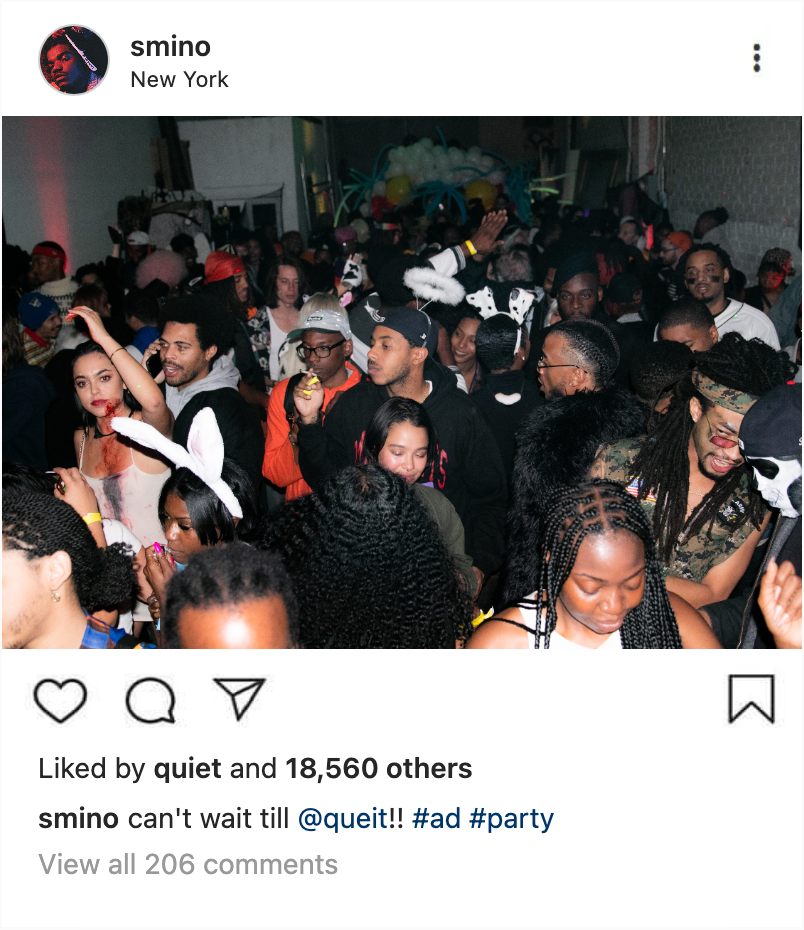 smino
New York
Liked by quiet and 18,560 others
smino can't wait till @queit!! #ad #party
View all 206 comments